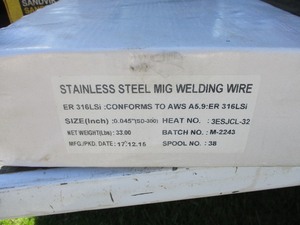 STAINLESS STEEL MIG WELDING WIRE
ER 316LSi :CONFORMS TO AWS A5.9:ER 316LSi
SIZE(Inch) :0.045"(ISO-300) HEAT NO. :3ESJCL-32
NET WEIGHT(Lbs) :33.00 BATCH NO. :M-2243
MFG./PKD. DATE :17.12.15 SPOOL NO. :38